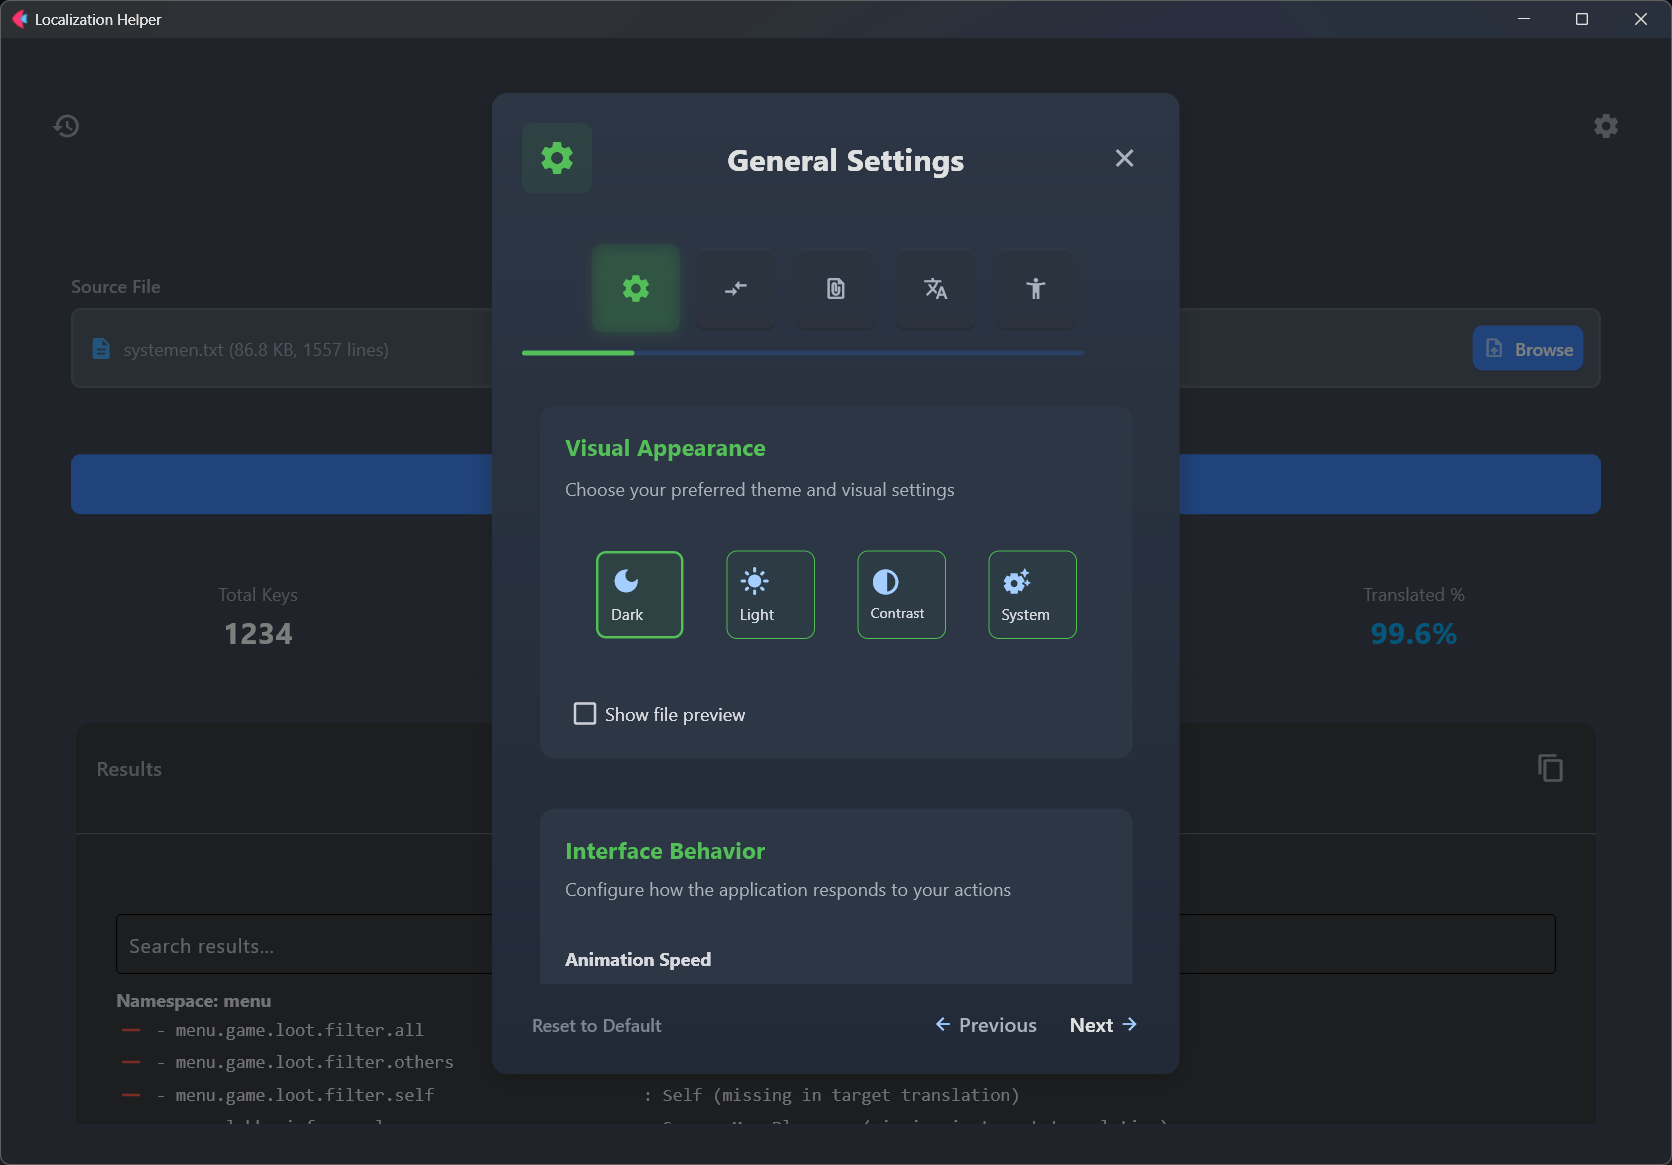 Localization Helper
General Settings
Source File
systemen.txt (86.8 KB, 1557 lines)
Browse
Visual Appearance
Choose your preferred theme and visual settings
Dark
Light
Contrast
System
Total Keys
1234
Translated %
99.6%
Show file preview
Results
Interface Behavior
Configure how the application responds to your actions
Search results...
Animation Speed
Namespace: menu
- menu.game.loot.filter.all
- menu.game.loot.filter.others
- menu.game.loot.filter.self : Self (missing in target translation)
Reset to Default
Previous
Next